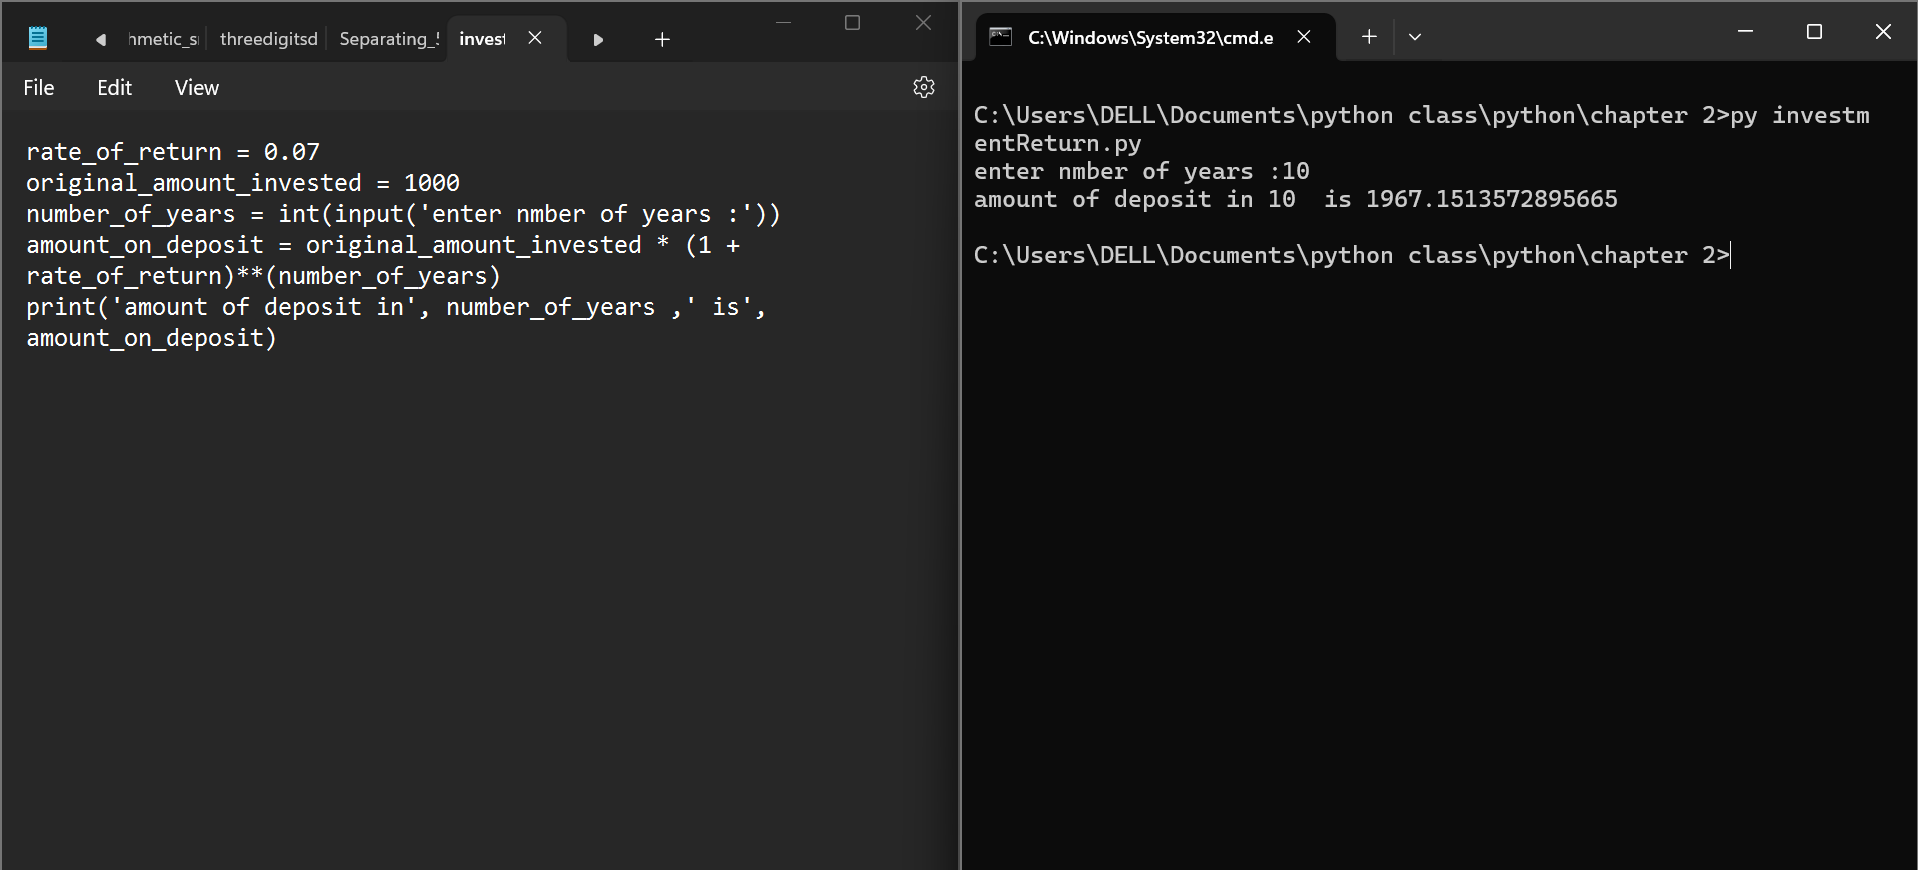 hmetic_s
threedigitsd
Separating_5
invest
File
Edit
View
rate_of_return = 0.07
original_amount_invested = 1000
number_of_years = int(input('enter nmber of years :'))
amount_on_deposit = original_amount_invested * (1 +
rate_of_return)**(number_of_years)
print('amount of deposit in', number_of_years ,' is',
amount_on_deposit)
C:\Windows\System32\cmd.e
C:\Users\DELL\Documents\python class\python\chapter 2>py investm
entReturn.py
enter nmber of years :10
amount of deposit in 10  is 1967.1513572895665
C:\Users\DELL\Documents\python class\python\chapter 2>